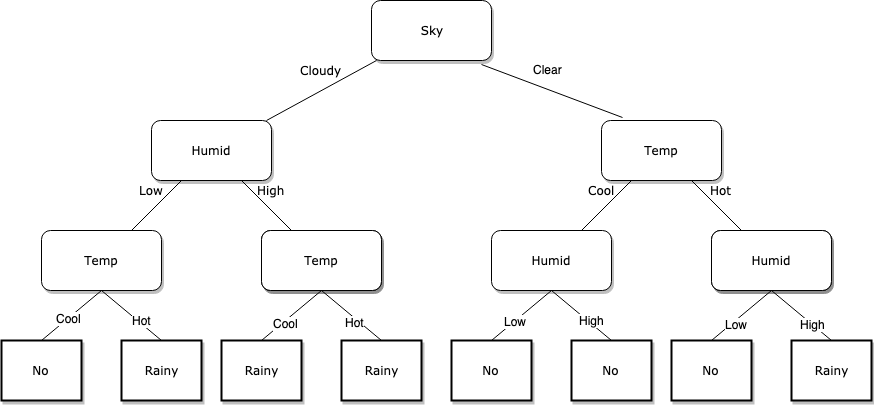 Sky
Cloudy
Clear
Humid
Temp
Low
High
Cool
Hot
Temp
Temp
Humid
Humid
Cool
Hot
Cool
Hot
Low
High
Low
High
No
Rainy
Rainy
Rainy
No
No
No
Rainy